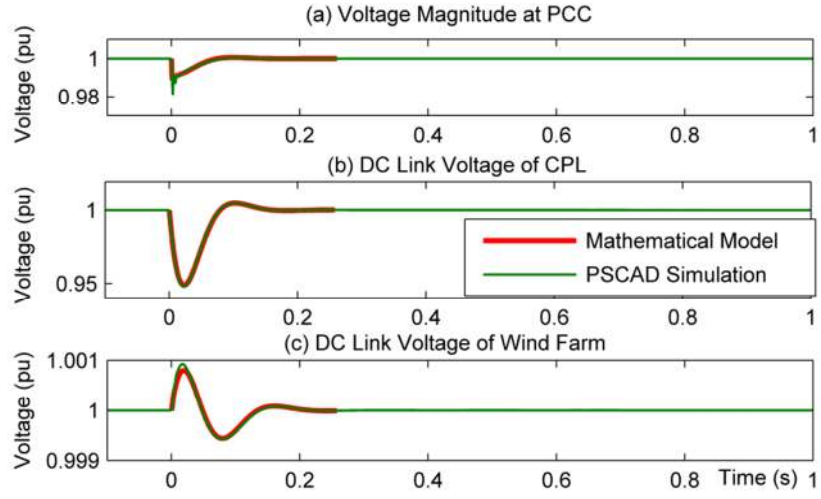 (a) Voltage Magnitude at PCC
Voltage (pu)
1
0.98
0 0.2 0.4 0.6 0.8 1
(b) DC Link Voltage of CPL
Voltage (pu)
1
0.95
Mathematical Model
PSCAD Simulation
0 0.2 0.4 0.6 0.8 1
(c) DC Link Voltage of Wind Farm
Voltage (pu)
1.001
1
0.999
Time (s)
0 0.2 0.4 0.6 0.8 1